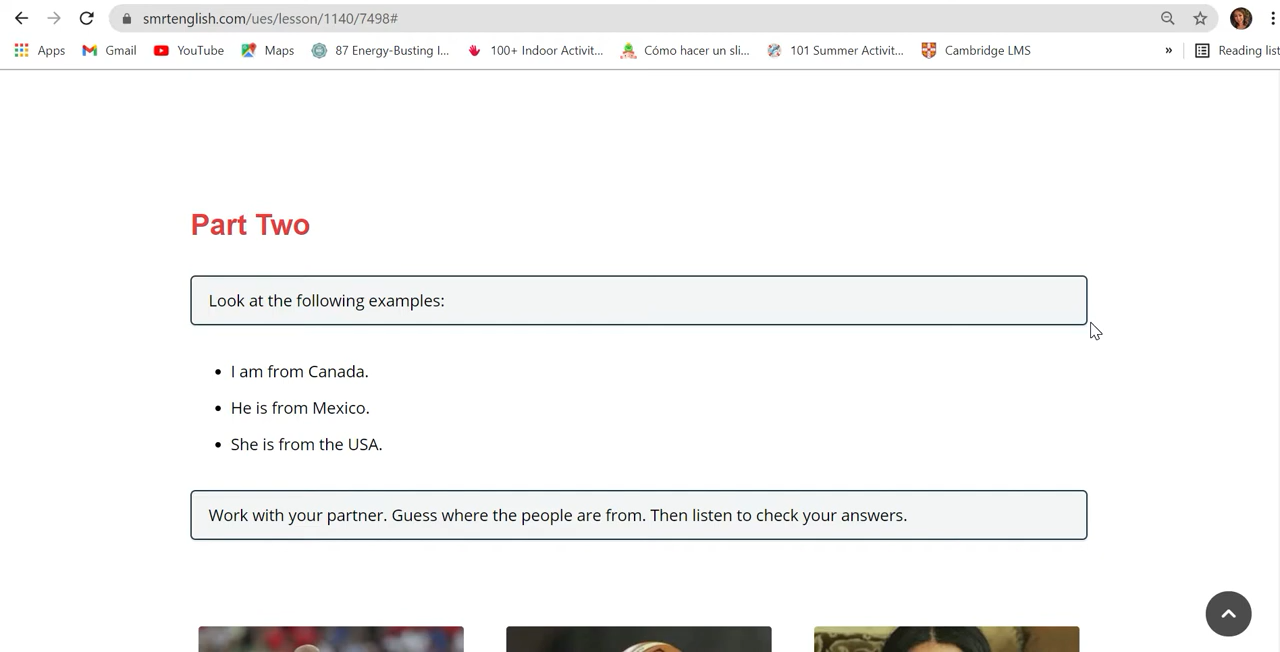 smrtenglish.com/ues/lesson/1140/7498#
Apps Gmail YouTube Maps 87 Energy-Busting I... 100+ Indoor Activit... Cómo hacer un sli... 101 Summer Activit... Cambridge LMS » Reading list
Part Two
Look at the following examples:
• I am from Canada.
• He is from Mexico.
• She is from the USA.
Work with your partner. Guess where the people are from. Then listen to check your answers.